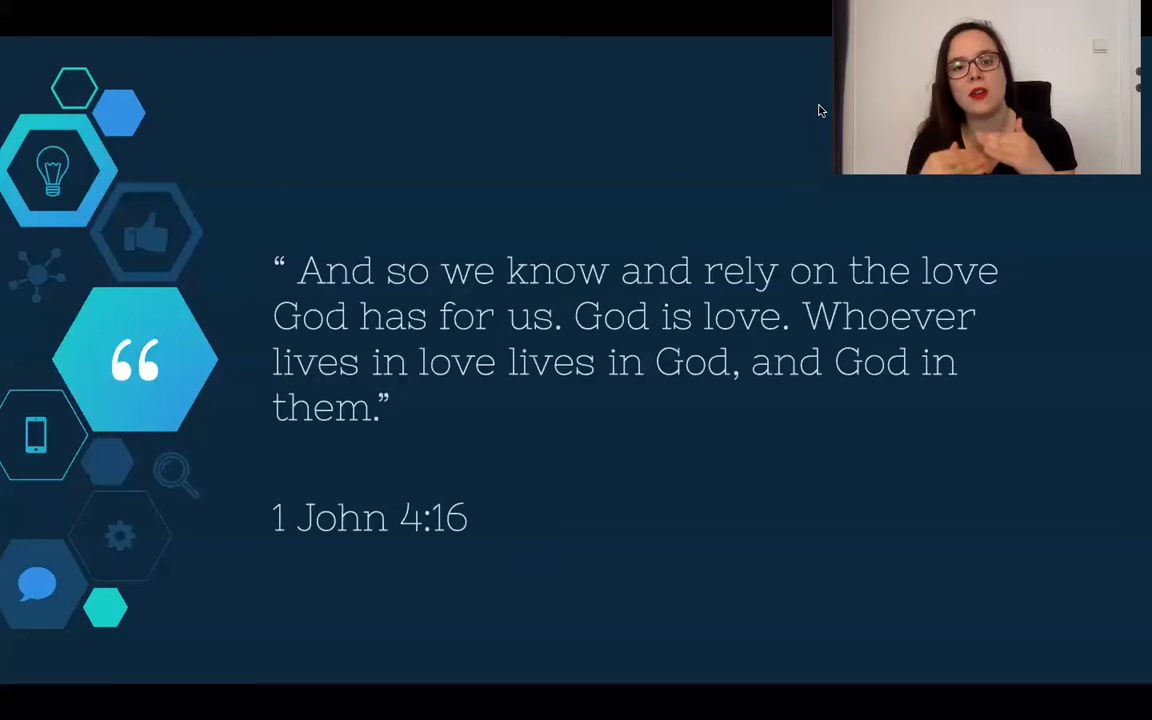 “ And so we know and rely on the love
God has for us. God is love. Whoever
lives in love lives in God, and God in
them.”
1 John 4:16